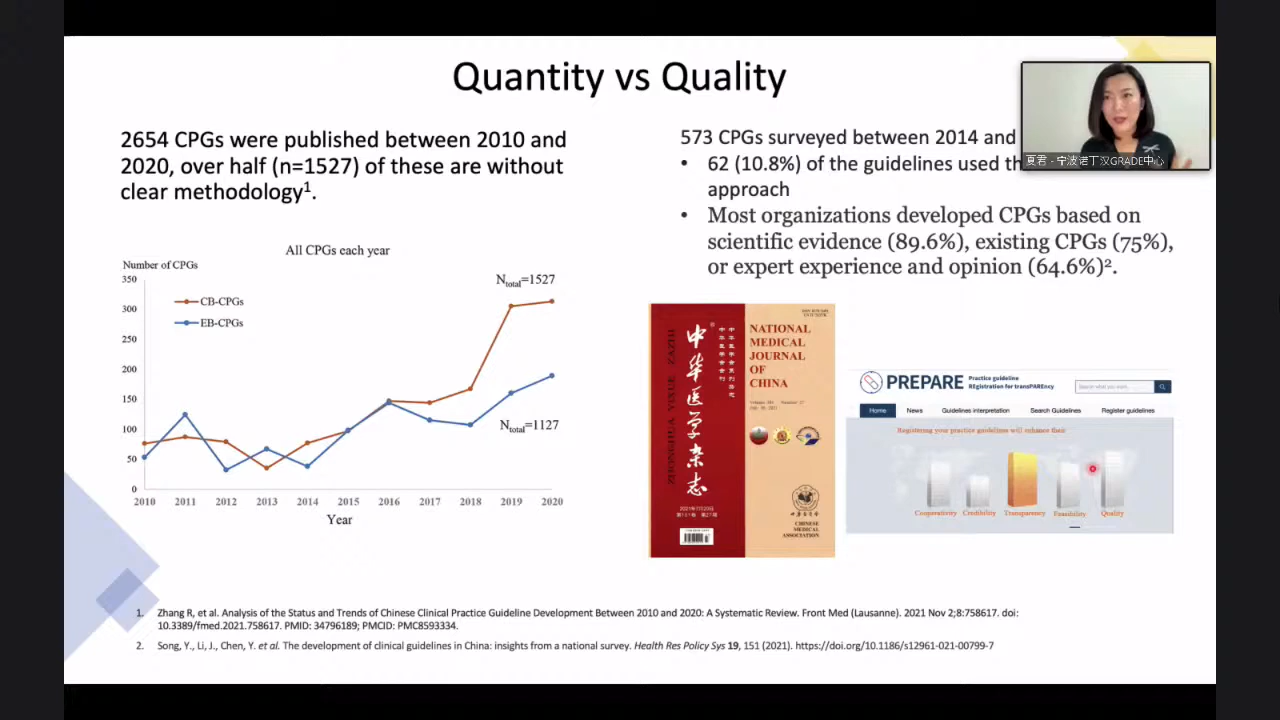 Quantity vs Quality
2654 CPGs were published between 2010 and
2020, over half (n=1527) of these are without
clear methodology¹.
573 CPGs surveyed between 2014 and
• 62 (10.8%) of the guidelines used th
approach
• Most organizations developed CPGs based on
scientific evidence (89.6%), existing CPGs (75%),
or expert experience and opinion (64.6%)².
夏君 - 宁波诺丁汉GRADE中心
All CPGs each year
Number of CPGs
350
300
250
200
150
100
50
0
CB-CPGs
EB-CPGs
Ntotal=1527
Ntotal=1127
2010 2011 2012 2013 2014 2015 2016 2017 2018 2019 2020
Year
中华医学杂志
ZHONGHUA YIXUE ZAZHI
NATIONAL
MEDICAL
JOURNAL
OF
CHINA
CHINESE
MEDICAL
ASSOCIATION
PREPARE
Practice guideline
REgistration for transPAREncy
Search what you want...
Home News Guidelines interpretation Search Guidelines Register guidelines
Registering your practice guidelines will enhance their
Cooperativity Credibility Transparency Feasibility Quality
1. Zhang R, et al. Analysis of the Status and Trends of Chinese Clinical Practice Guideline Development Between 2010 and 2020: A Systematic Review. Front Med (Lausanne). 2021 Nov 2;8:758617. doi:
10.3389/fmed.2021.758617. PMID: 34796189; PMCID: PMC8593334.
2. Song, Y., Li, J., Chen, Y. et al. The development of clinical guidelines in China: insights from a national survey. Health Res Policy Sys 19, 151 (2021). https://doi.org/10.1186/s12961-021-00799-7